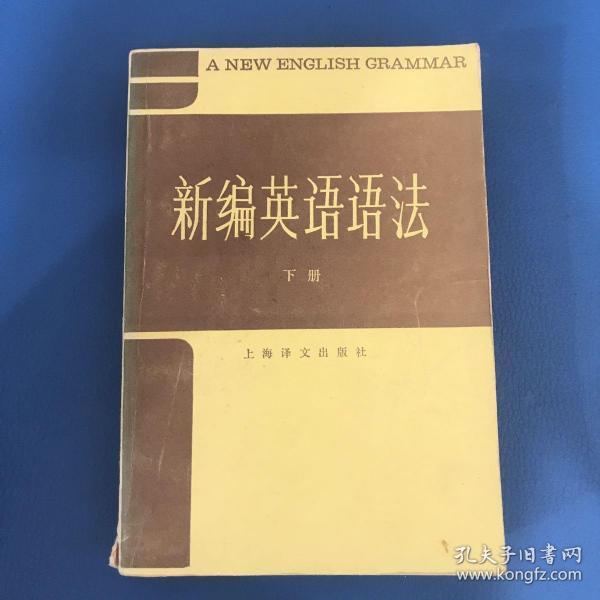 A NEW ENGLISH GRAMMAR
新编英语语法
下册
上海译文出版社
孔夫子旧书网
www.kongfz.com